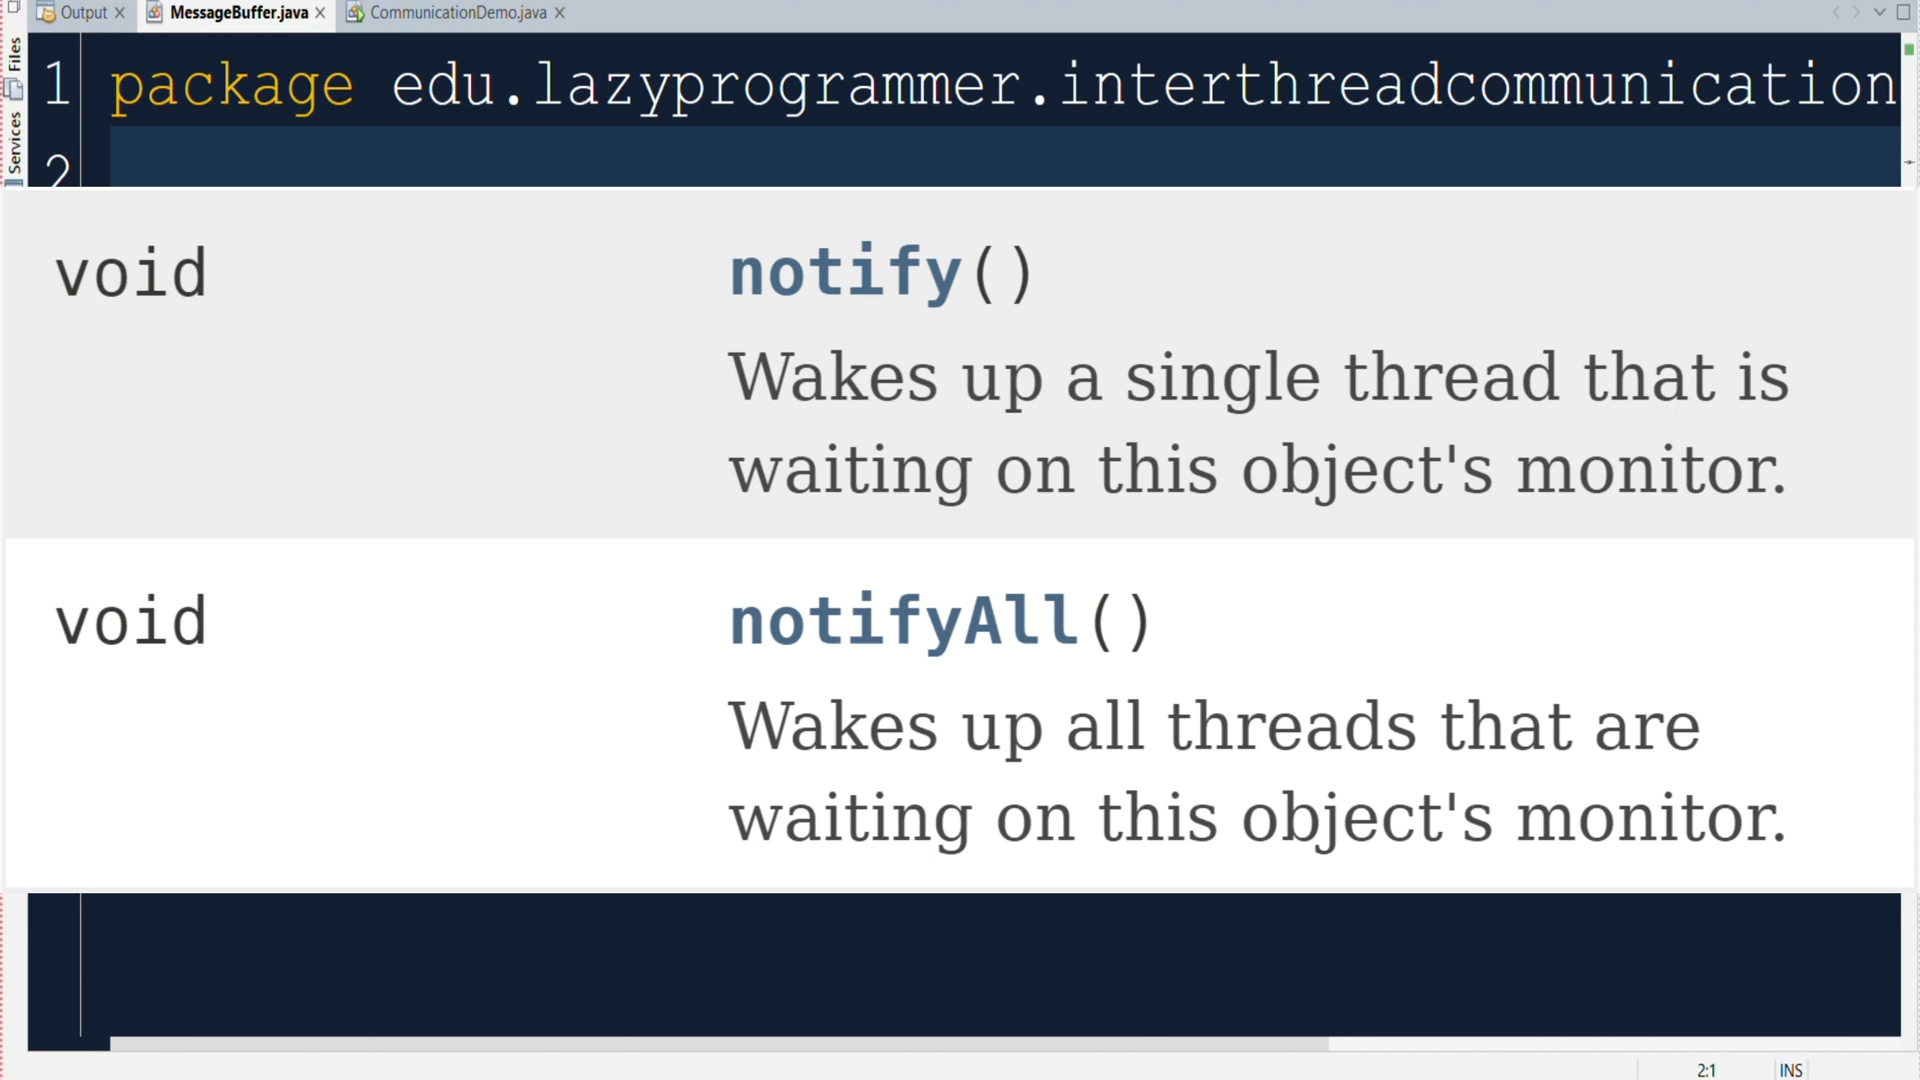 Output
MessageBuffer.java
CommunicationDemo.java
Files
Services
1 package edu.lazyprogrammer.interthreadcommunication
2
void notify()
Wakes up a single thread that is
waiting on this object's monitor.
void notifyAll()
Wakes up all threads that are
waiting on this object's monitor.
2:1 INS